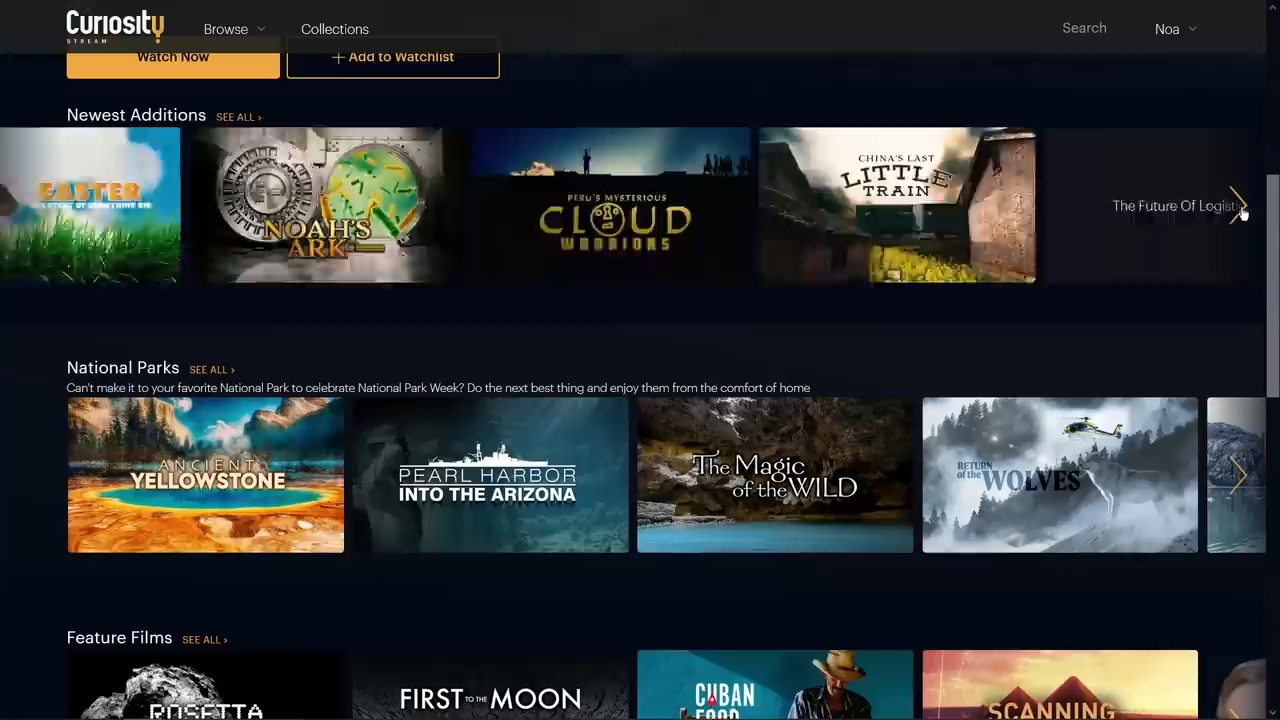 Curiosity
STREAM
Browse
Collections
Search
Noa
Watch Now
Add to Watchlist
Newest Additions
SEE ALL ›
EASTER
NOAH'S
ARK
PERU'S MYSTERIOUS
CLOUD
WARRIORS
CHINA'S LAST
LITTLE
TRAIN
The Future Of Logisti
National Parks
SEE ALL ›
Can't make it to your favorite National Park to celebrate National Park Week? Do the next best thing and enjoy them from the comfort of home
ANCIENT
YELLOWSTONE
PEARL HARBOR
INTO THE ARIZONA
The Magic
of the WILD
RETURN
of the WOLVES
Feature Films
SEE ALL ›
ROSETTA
FIRST TO THE MOON
CUBAN
FOOD
SCANNING